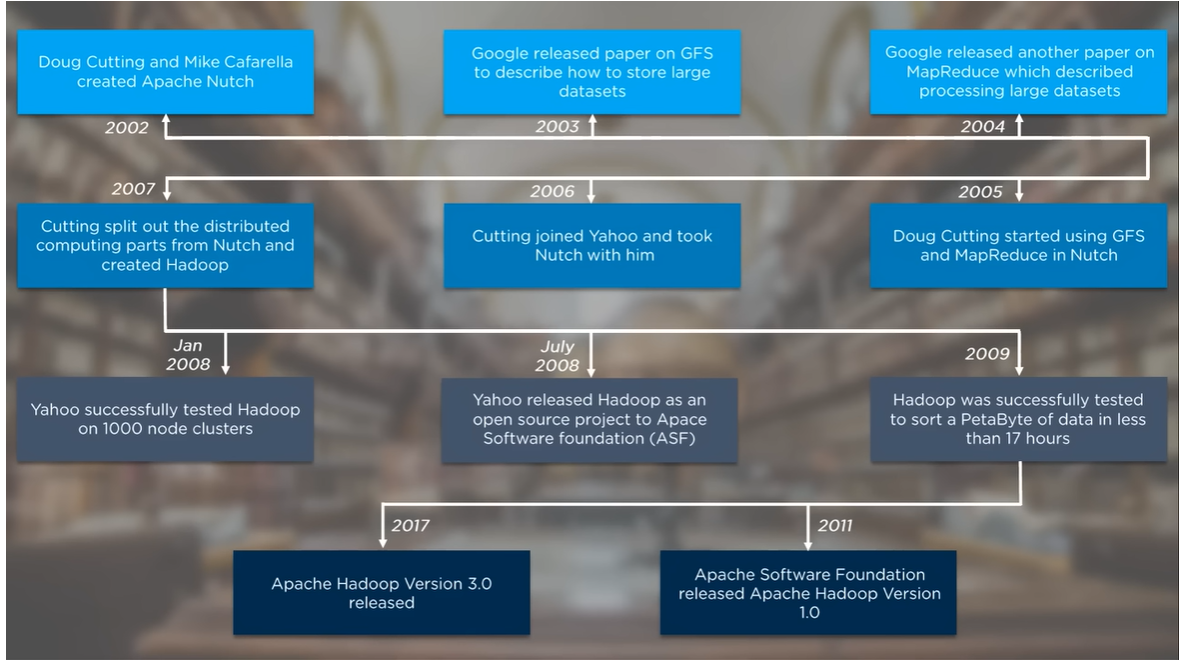 Doug Cutting and Mike Cafarella
created Apache Nutch
Google released paper on GFS
to describe how to store large
datasets
Google released another paper on
MapReduce which described
processing large datasets
2002
2003
2004
2007
2006
2005
Cutting split out the distributed
computing parts from Nutch and
created Hadoop
Cutting joined Yahoo and took
Nutch with him
Doug Cutting started using GFS
and MapReduce in Nutch
Jan
2008
July
2008
2009
Yahoo successfully tested Hadoop
on 1000 node clusters
Yahoo released Hadoop as an
open source project to Apace
Software foundation (ASF)
Hadoop was successfully tested
to sort a PetaByte of data in less
than 17 hours
2017
2011
Apache Hadoop Version 3.0
released
Apache Software Foundation
released Apache Hadoop Version
1.0